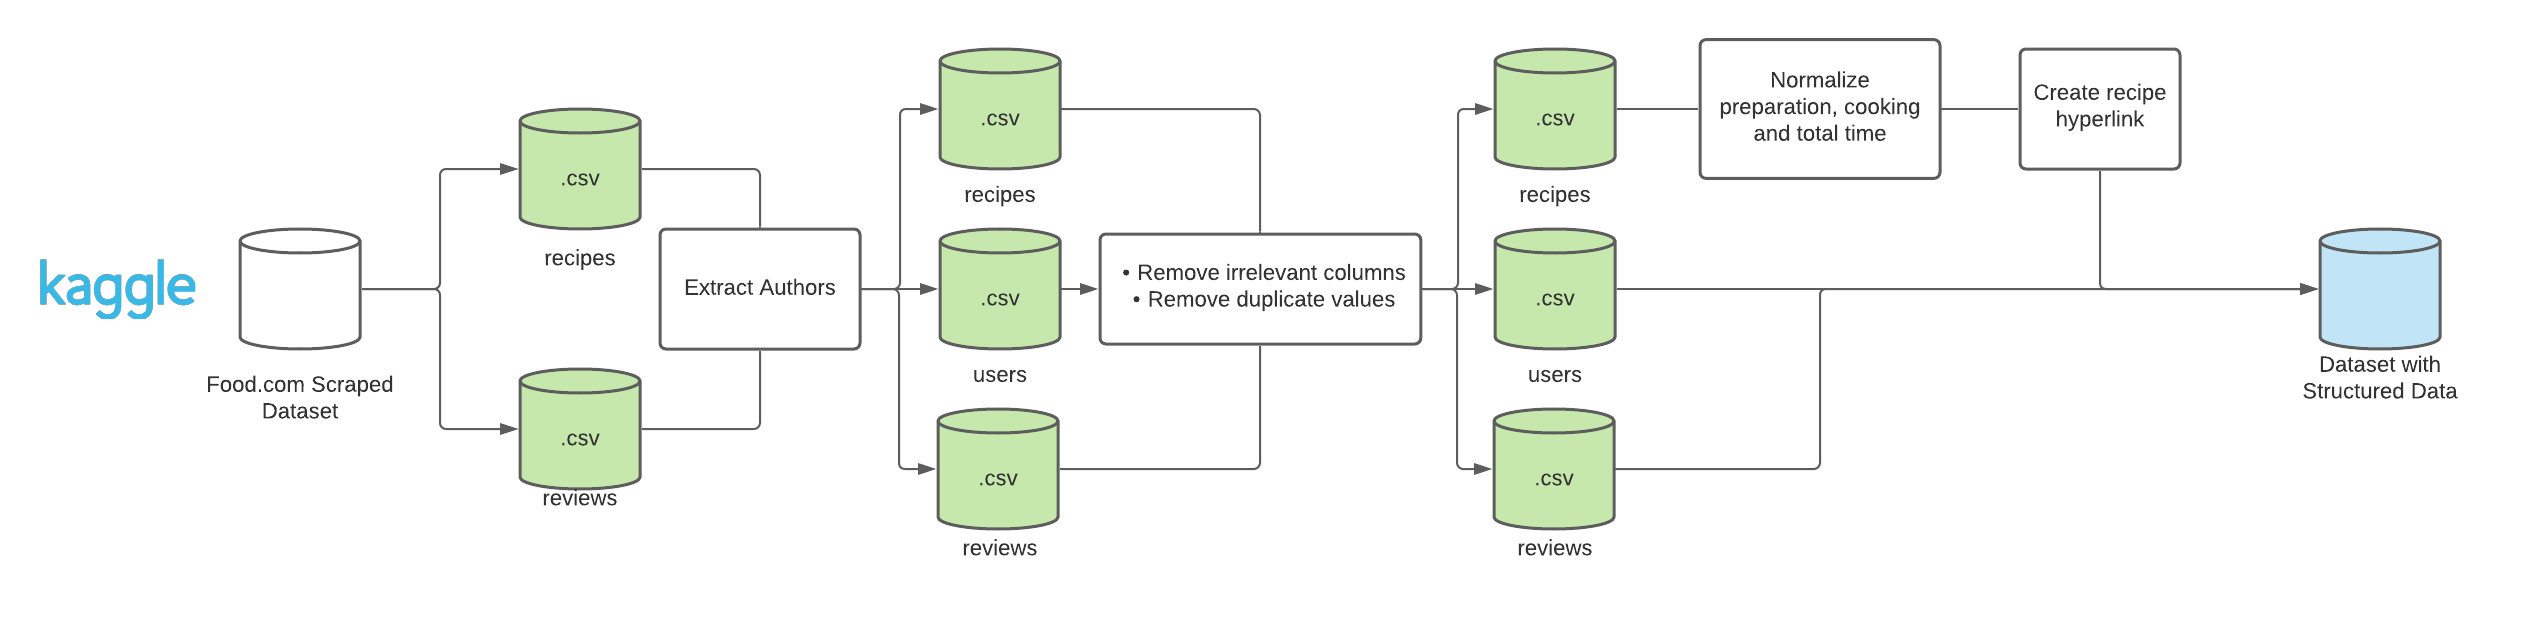 kaggle
Food.com Scraped
Dataset
.csv
recipes
.csv
reviews
Extract Authors
.csv
recipes
.csv
users
.csv
reviews
• Remove irrelevant columns
• Remove duplicate values
.csv
recipes
.csv
users
.csv
reviews
Normalize
preparation, cooking
and total time
Create recipe
hyperlink
Dataset with
Structured Data